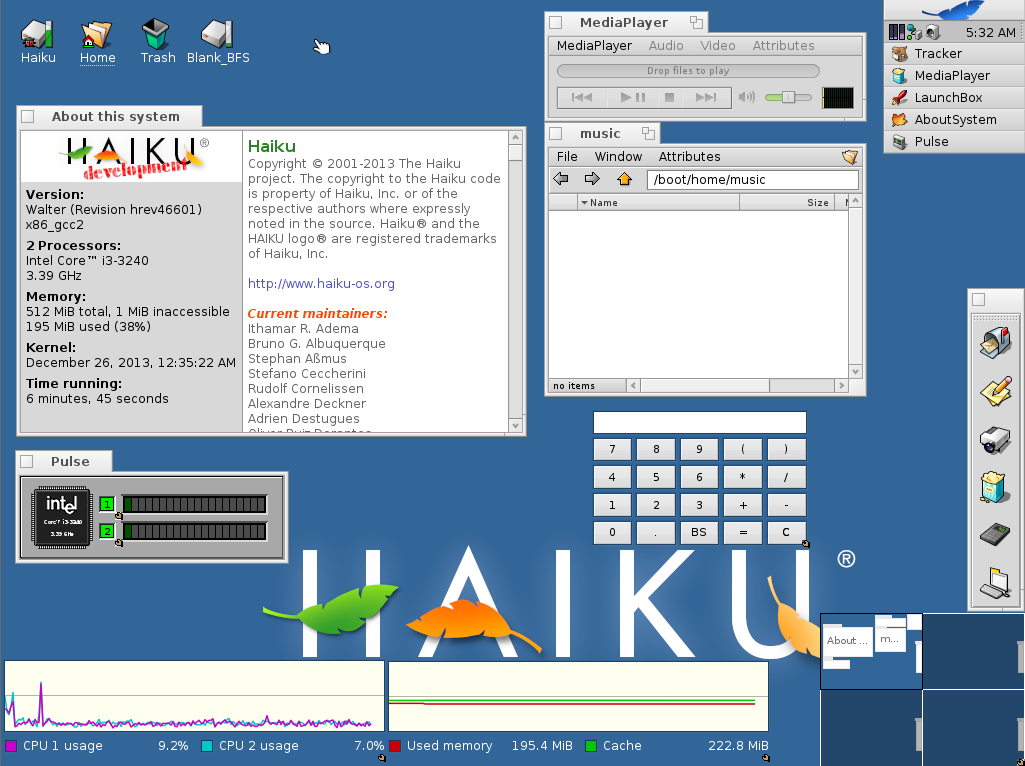 Haiku
Home
Trash
Blank_BFS
MediaPlayer
MediaPlayer Audio Video Attributes
Drop files to play
5:32 AM
Tracker
MediaPlayer
LaunchBox
AboutSystem
Pulse
About this system
HAIKU®
development
Version:
Walter (Revision hrev46601)
x86_gcc2
2 Processors:
Intel Core™ i3-3240
3.39 GHz
Memory:
512 MiB total, 1 MiB inaccessible
195 MiB used (38%)
Kernel:
December 26, 2013, 12:35:22 AM
Time running:
6 minutes, 45 seconds
Haiku
Copyright © 2001-2013 The Haiku
project. The copyright to the Haiku code
is property of Haiku, Inc. or of the
respective authors where expressly
noted in the source. Haiku® and the
HAIKU logo® are registered trademarks
of Haiku, Inc.
http://www.haiku-os.org
Current maintainers:
Ithamar R. Adema
Bruno G. Albuquerque
Stephan Aßmus
Stefano Ceccherini
Rudolf Cornelissen
Alexandre Deckner
Adrien Destugues
music
File Window Attributes
/boot/home/music
Name Size
no items
7 8 9 ( )
4 5 6 * /
1 2 3 + -
0 . BS = C
Pulse
intel
Core™ i3-3240
3.39 GHz
1
2
HAIKU®
About ...
m...
CPU 1 usage 9.2% CPU 2 usage 7.0%
Used memory 195.4 MiB Cache 222.8 MiB